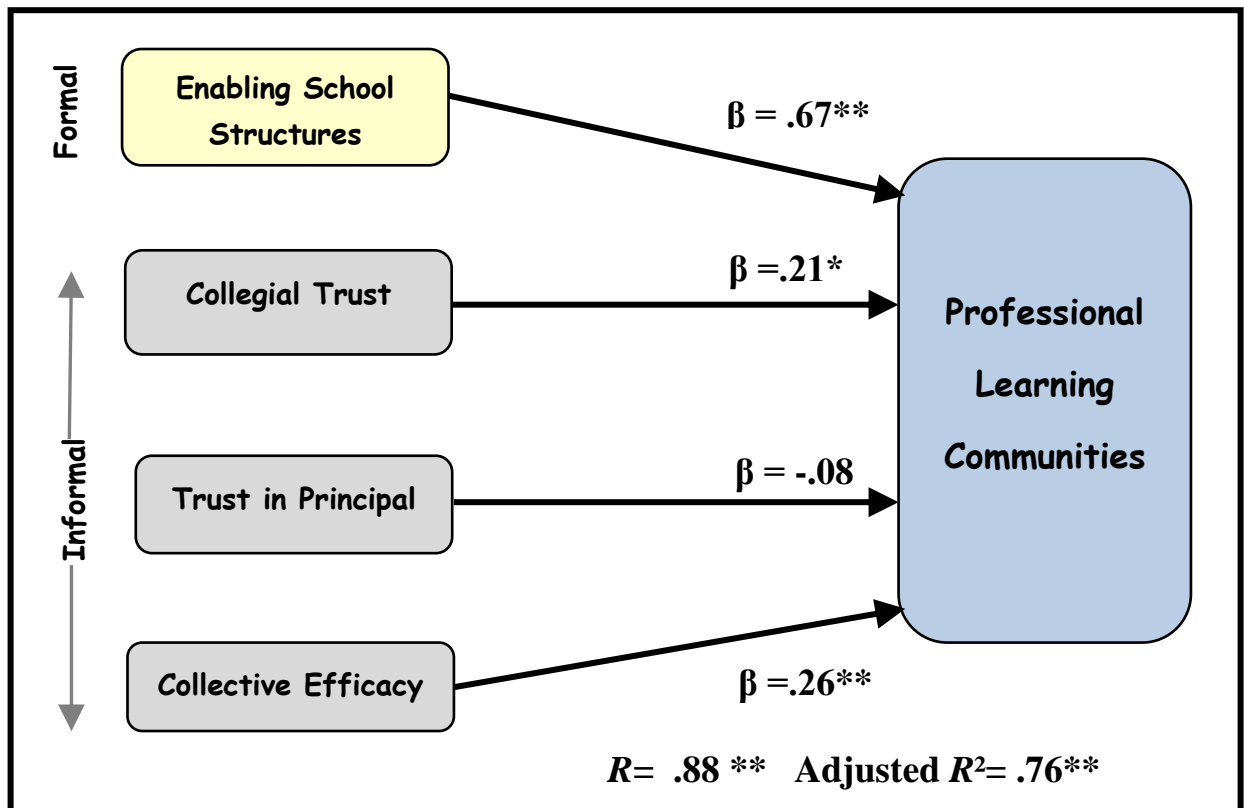 Formal
Enabling School
Structures
β = .67**
Collegial Trust
β =.21*
Professional
Learning
Communities
Informal
Trust in Principal
β = -.08
Collective Efficacy
β =.26**
R= .88 ** Adjusted R²= .76**